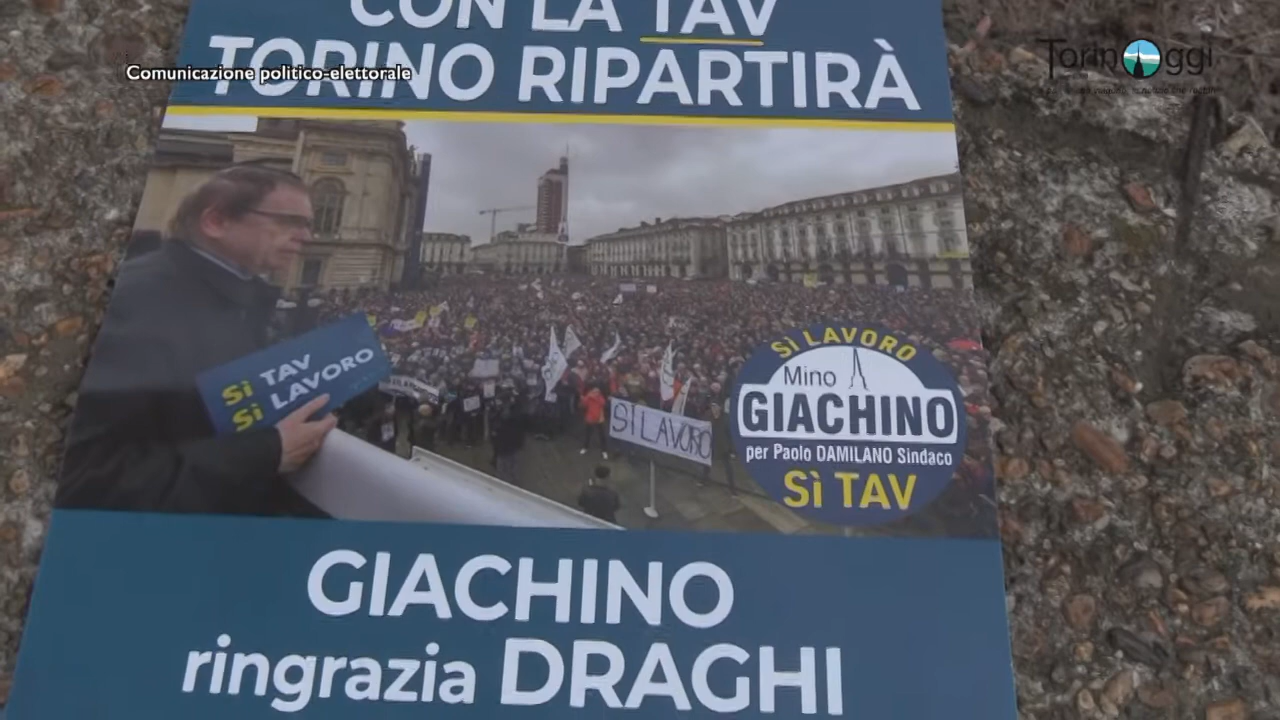 CON LA TAV
TORINO RIPARTIRÀ
Comunicazione politico-elettorale
Torinoggi
Sì TAV
Sì LAVORO
SI LAVORO
Sì LAVORO
Mino
GIACHINO
per Paolo DAMILANO Sindaco
Sì TAV
GIACHINO
ringrazia DRAGHI